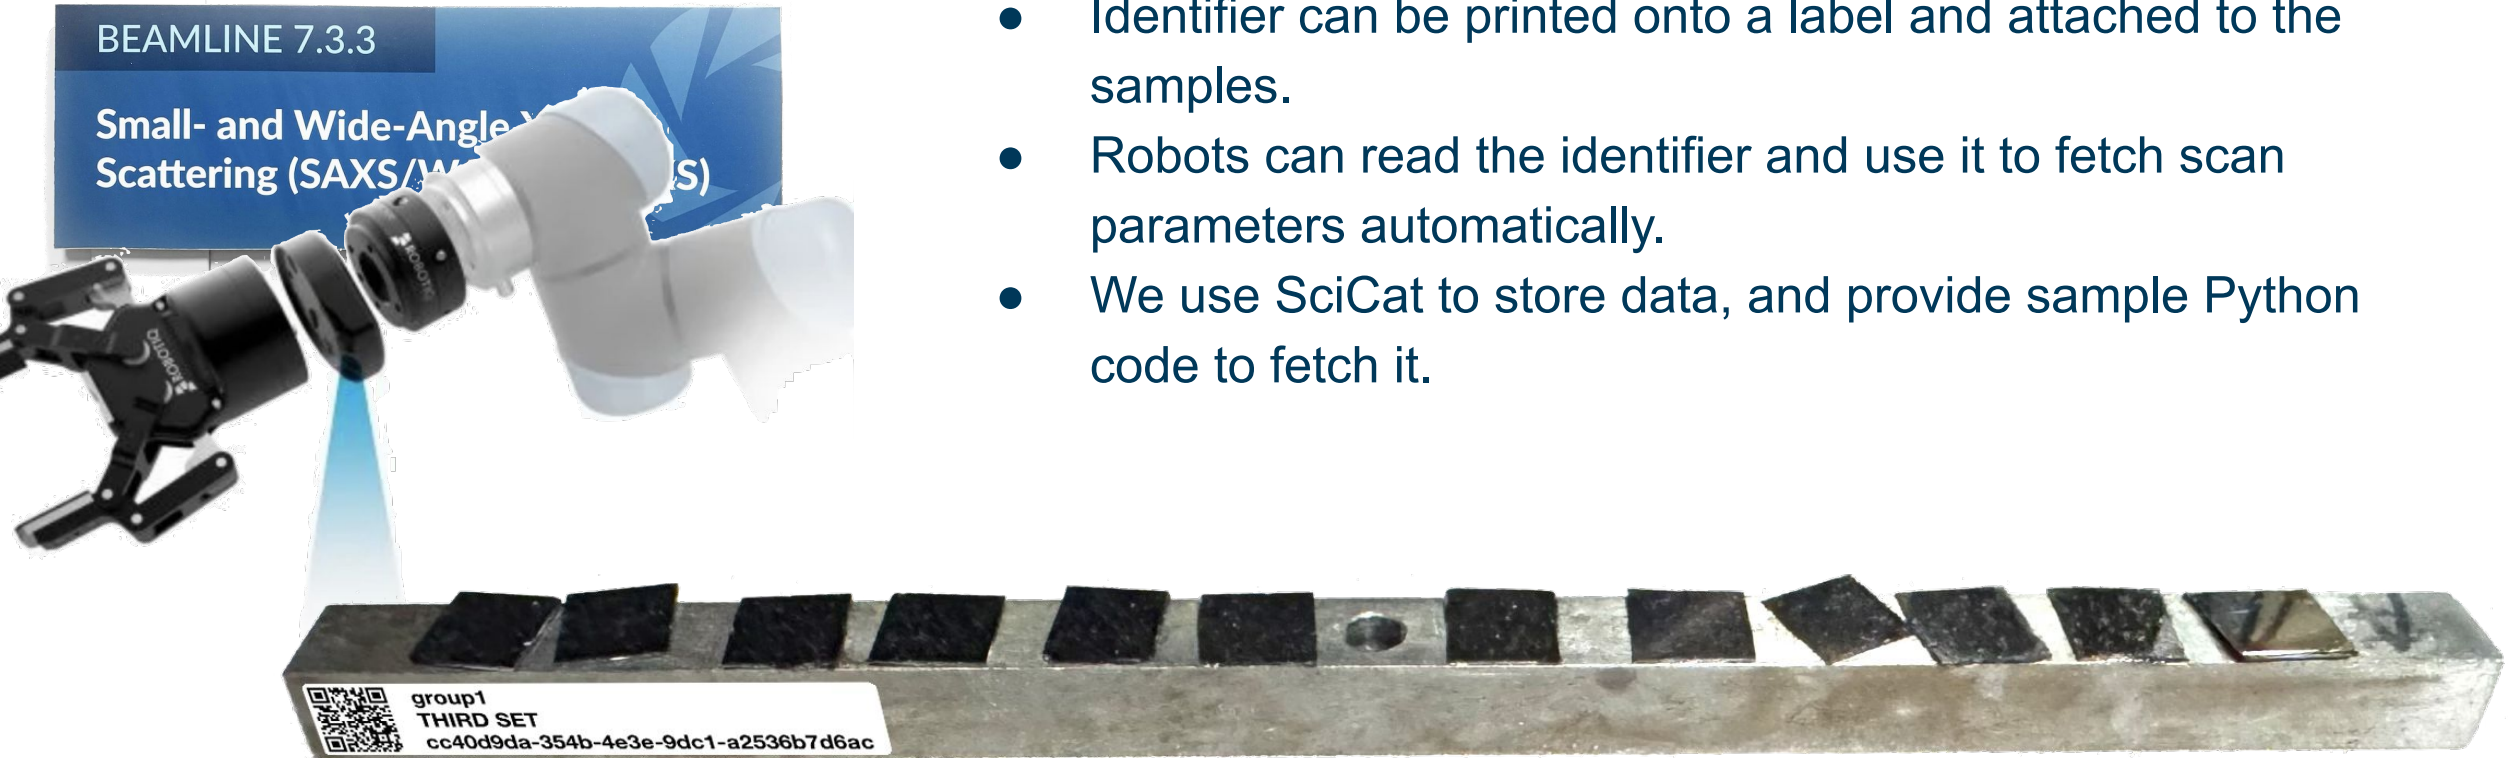 BEAMLINE 7.3.3
Small- and Wide-Angle
Scattering (SAXS/ S)
● Identifier can be printed onto a label and attached to the
samples.
● Robots can read the identifier and use it to fetch scan
parameters automatically.
● We use SciCat to store data, and provide sample Python
code to fetch it.
ROBOTIQ
ROBOTIQ
group1
THIRD SET
cc40d9da-354b-4e3e-9dc1-a2536b7d6ac